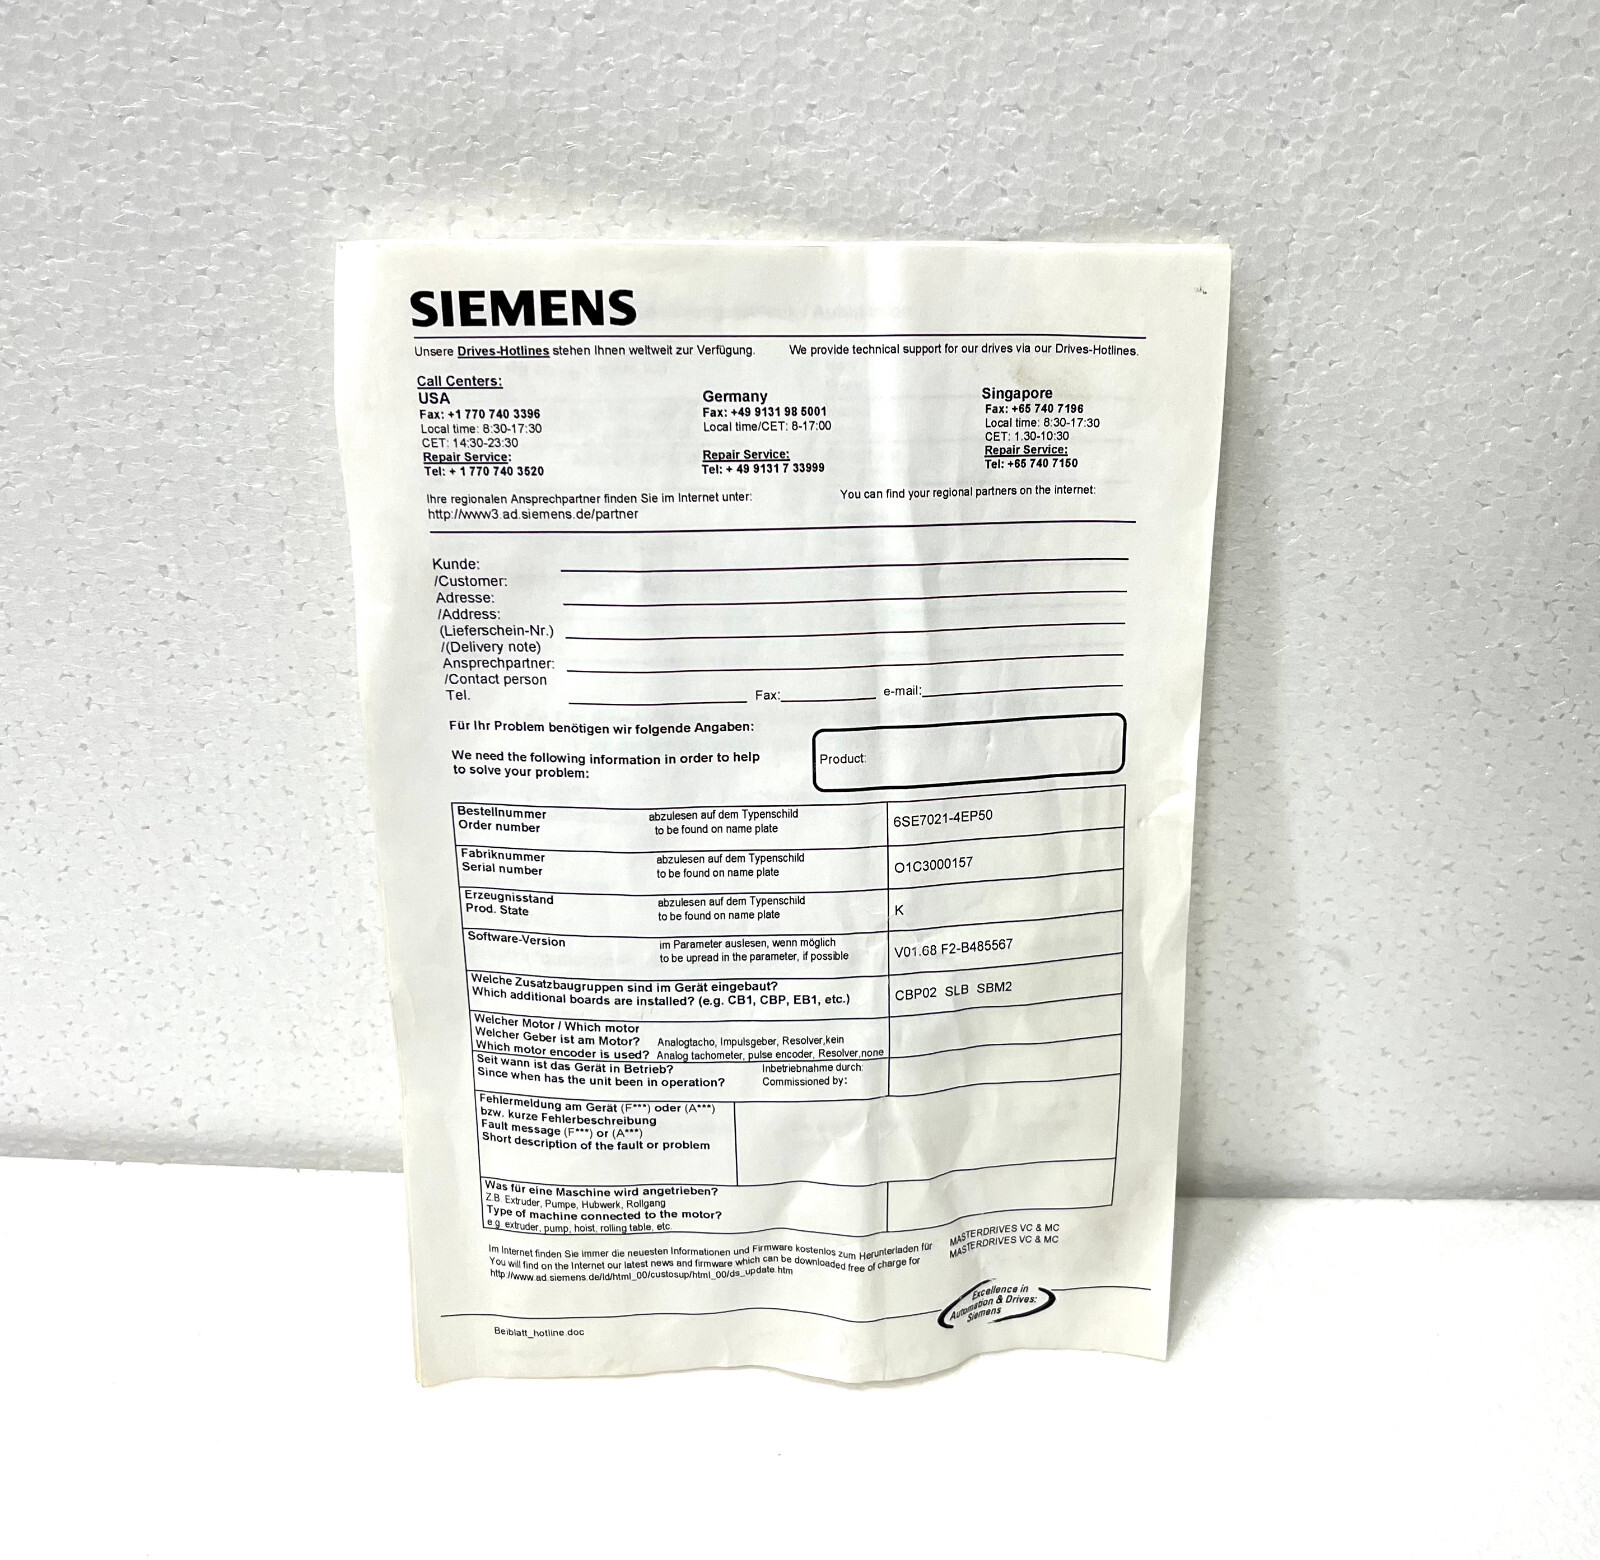 SIEMENS
Unsere Drives-Hotlines stehen Ihnen weltweit zur Verfügung. We provide technical support for our drives via our Drives-Hotlines.
Call Centers:
USA Germany Singapore
Fax: +1 770 740 3396 Fax: +49 9131 98 5001 Fax: +65 740 7196
Local time: 8:30-17:30 Local time/CET: 8-17:00 Local time: 8:30-17:30
CET: 14:30-23:30 CET: 1.30-10:30
Repair Service: Repair Service: Repair Service:
Tel: + 1 770 740 3520 Tel: + 49 9131 7 33999 Tel: +65 740 7150
Ihre regionalen Ansprechpartner finden Sie im Internet unter: You can find your regional partners on the internet:
http://www3.ad.siemens.de/partner
Kunde:
/Customer:
Adresse:
/Address:
(Lieferschein-Nr.)
/(Delivery note)
Ansprechpartner:
/Contact person
Tel. Fax: e-mail:
Für Ihr Problem benötigen wir folgende Angaben:
We need the following information in order to help
to solve your problem:
Product:
Bestellnummer abzulesen auf dem Typenschild 6SE7021-4EP50
Order number to be found on name plate
Fabriknummer abzulesen auf dem Typenschild O1C3000157
Serial number to be found on name plate
Erzeugnisstand abzulesen auf dem Typenschild K
Prod. State to be found on name plate
Software-Version im Parameter auslesen, wenn möglich V01.68 F2-B485567
to be upread in the parameter, if possible
Welche Zusatzbaugruppen sind im Gerät eingebaut? CBP02 SLB SBM2
Which additional boards are installed? (e.g. CB1, CBP, EB1, etc.)
Welcher Motor / Which motor
Welcher Geber ist am Motor? Analogtacho, Impulsgeber, Resolver,kein
Which motor encoder is used? Analog tachometer, pulse encoder, Resolver,none
Seit wann ist das Gerät in Betrieb? Inbetriebnahme durch:
Since when has the unit been in operation? Commissioned by:
Fehlermeldung am Gerät (F***) oder (A***)
bzw. kurze Fehlerbeschreibung
Fault message (F***) or (A***)
Short description of the fault or problem
Was für eine Maschine wird angetrieben?
Z.B. Extruder, Pumpe, Hubwerk, Rollgang
Type of machine connected to the motor?
e.g. extruder, pump, hoist, rolling table, etc.
Im Internet finden Sie immer die neuesten Informationen und Firmware kostenlos zum Herunterladen für MASTERDRIVES VC & MC
You will find on the Internet our latest news and firmware which can be downloaded free of charge for MASTERDRIVES VC & MC
http://www.ad.siemens.de/ld/html_00/custosup/html_00/ds_update.htm
Excellence in
Automation & Drives:
Siemens
Beiblatt_hotline.doc